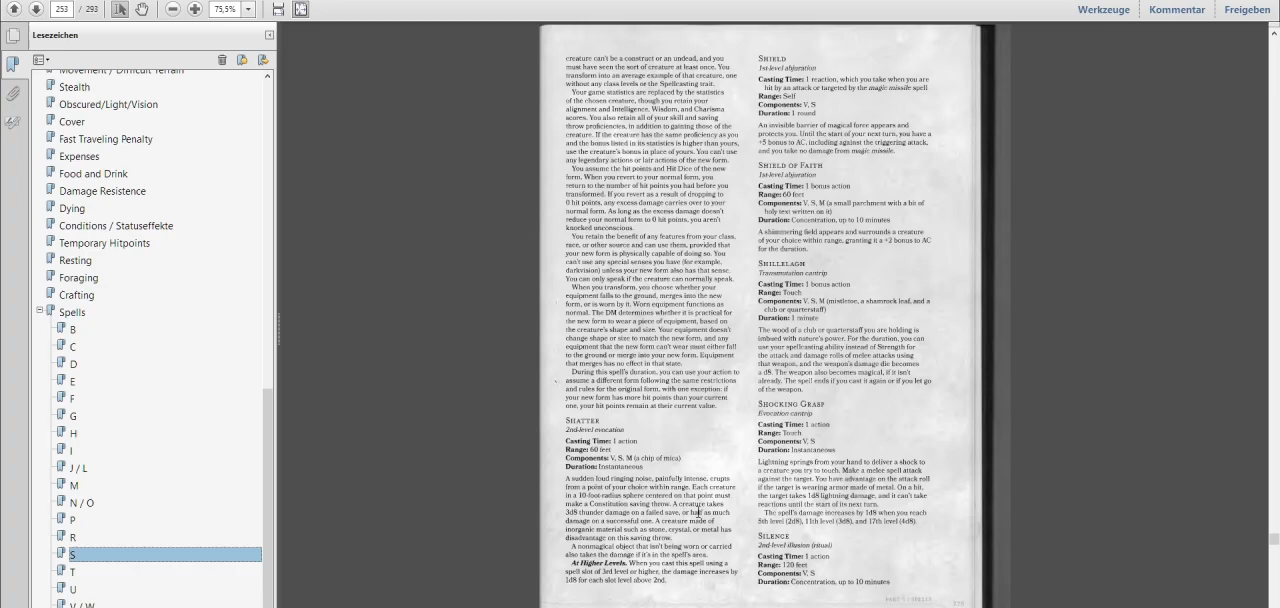 253 / 293
75,5%
Werkzeuge
Kommentar
Freigeben
Lesezeichen
Movement / Difficult Terrain
Stealth
Obscured/Light/Vision
Cover
Fast Traveling Penalty
Expenses
Food and Drink
Damage Resistence
Dying
Conditions / Statuseffekte
Temporary Hitpoints
Resting
Foraging
Crafting
Spells
B
C
D
E
F
G
H
I
J / L
M
N / O
P
R
S
T
U
V / W
creature can't be a construct or an undead, and you
must have seen the sort of creature at least once. You
transform into an average example of that creature, one
without any class levels or the Spellcasting trait.
Your game statistics are replaced by the statistics
of the chosen creature, though you retain your
alignment and Intelligence, Wisdom, and Charisma
scores. You also retain all of your skill and saving
throw proficiencies, in addition to gaining those of the
creature. If the creature has the same proficiency as you
and the bonus listed in its statistics is higher than yours,
use the creature's bonus in place of yours. You can't use
any legendary actions or lair actions of the new form.
You assume the hit points and Hit Dice of the new
form. When you revert to your normal form, you
return to the number of hit points you had before you
transformed. If you revert as a result of dropping to
0 hit points, any excess damage carries over to your
normal form. As long as the excess damage doesn't
reduce your normal form to 0 hit points, you aren't
knocked unconscious.
You retain the benefit of any features from your class,
race, or other source and can use them, provided that
your new form is physically capable of doing so. You
can't use any special senses you have (for example,
darkvision) unless your new form also has that sense.
You can only speak if the creature can normally speak.
When you transform, you choose whether your
equipment falls to the ground, merges into the new
form, or is worn by it. Worn equipment functions as
normal. The DM determines whether it is practical for
the new form to wear a piece of equipment, based on
the creature's shape and size. Your equipment doesn't
change shape or size to match the new form, and any
equipment that the new form can't wear must either fall
to the ground or merge into your new form. Equipment
that merges has no effect in that state.
During this spell's duration, you can use your action to
assume a different form following the same restrictions
and rules for the original form, with one exception: if
your new form has more hit points than your current
one, your hit points remain at their current value.
SHATTER
2nd-level evocation
Casting Time: 1 action
Range: 60 feet
Components: V, S, M (a chip of mica)
Duration: Instantaneous
A sudden loud ringing noise, painfully intense, erupts
from a point of your choice within range. Each creature
in a 10-foot-radius sphere centered on that point must
make a Constitution saving throw. A creature takes
3d8 thunder damage on a failed save, or half as much
damage on a successful one. A creature made of
inorganic material such as stone, crystal, or metal has
disadvantage on this saving throw.
A nonmagical object that isn't being worn or carried
also takes the damage if it's in the spell's area.
At Higher Levels. When you cast this spell using a
spell slot of 3rd level or higher, the damage increases by
1d8 for each slot level above 2nd.
SHIELD
1st-level abjuration
Casting Time: 1 reaction, which you take when you are
hit by an attack or targeted by the magic missile spell
Range: Self
Components: V, S
Duration: 1 round
An invisible barrier of magical force appears and
protects you. Until the start of your next turn, you have a
+5 bonus to AC, including against the triggering attack,
and you take no damage from magic missile.
SHIELD OF FAITH
1st-level abjuration
Casting Time: 1 bonus action
Range: 60 feet
Components: V, S, M (a small parchment with a bit of
holy text written on it)
Duration: Concentration, up to 10 minutes
A shimmering field appears and surrounds a creature
of your choice within range, granting it a +2 bonus to AC
for the duration.
SHILLELAGH
Transmutation cantrip
Casting Time: 1 bonus action
Range: Touch
Components: V, S, M (mistletoe, a shamrock leaf, and a
club or quarterstaff)
Duration: 1 minute
The wood of a club or quarterstaff you are holding is
imbued with nature's power. For the duration, you can
use your spellcasting ability instead of Strength for
the attack and damage rolls of melee attacks using
that weapon, and the weapon's damage die becomes
a d8. The weapon also becomes magical, if it isn't
already. The spell ends if you cast it again or if you let go
of the weapon.
SHOCKING GRASP
Evocation cantrip
Casting Time: 1 action
Range: Touch
Components: V, S
Duration: Instantaneous
Lightning springs from your hand to deliver a shock to
a creature you try to touch. Make a melee spell attack
against the target. You have advantage on the attack roll
if the target is wearing armor made of metal. On a hit,
the target takes 1d8 lightning damage, and it can't take
reactions until the start of its next turn.
The spell's damage increases by 1d8 when you reach
5th level (2d8), 11th level (3d8), and 17th level (4d8).
SILENCE
2nd-level illusion (ritual)
Casting Time: 1 action
Range: 120 feet
Components: V, S
Duration: Concentration, up to 10 minutes